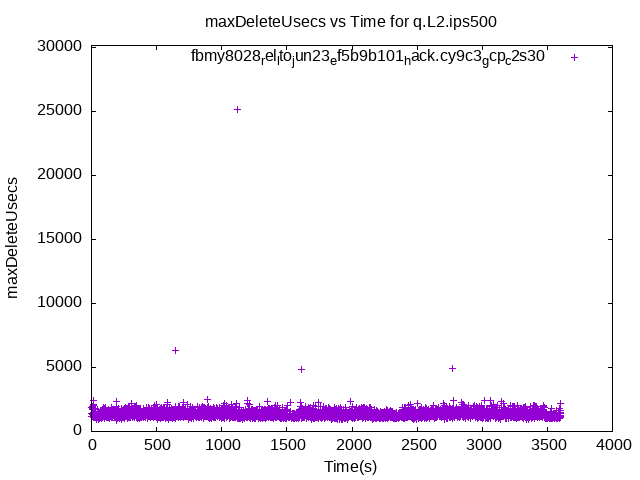 maxDeleteUsecs vs Time for q.L2.ips500
30000
fbmy8028relltojun23ef5b9b101hack.cy9c3gcpc2s30
25000
20000
15000
10000
5000
0
maxDeleteUsecs
0 500 1000 1500 2000 2500 3000 3500 4000
Time(s)